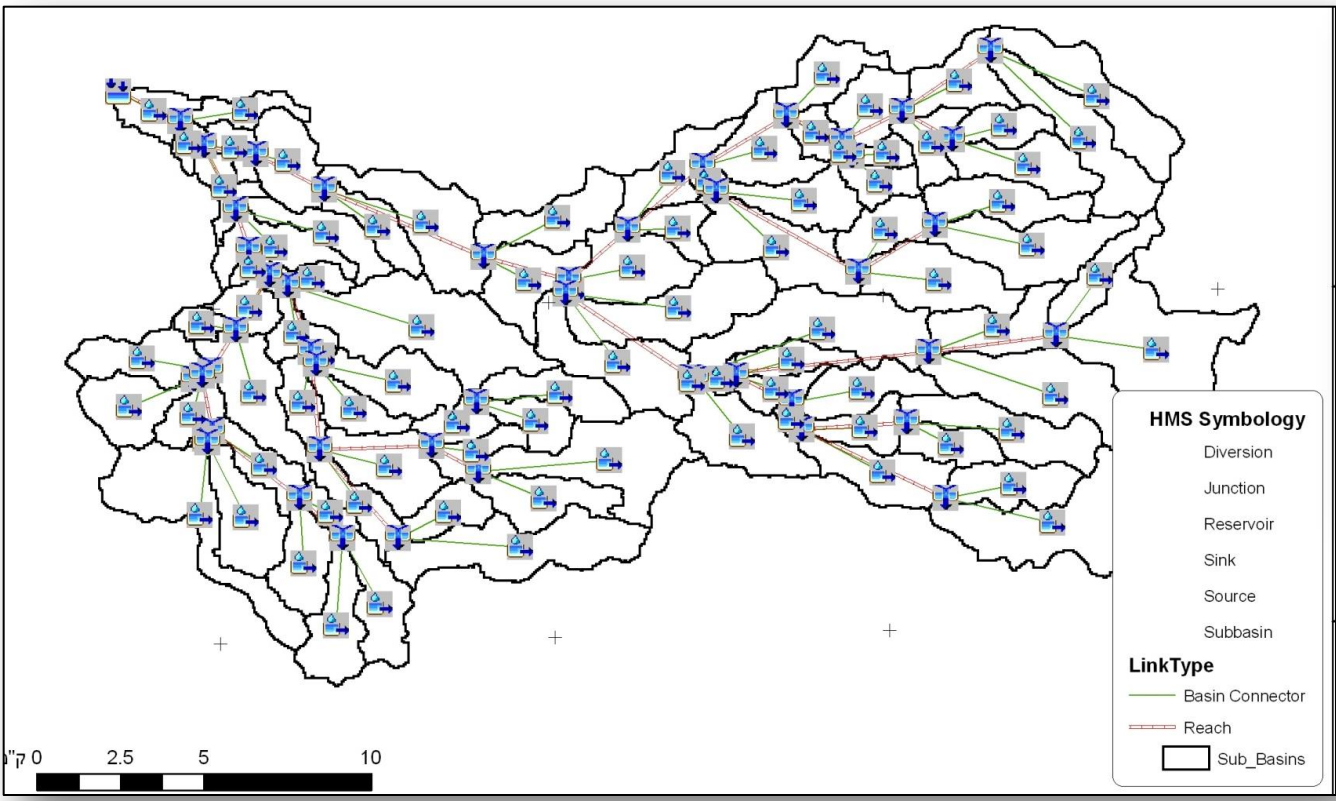 HMS Symbology
Diversion
Junction
Reservoir
Sink
Source
Subbasin
LinkType
Basin Connector
Reach
Sub_Basins
0 2.5 5 10